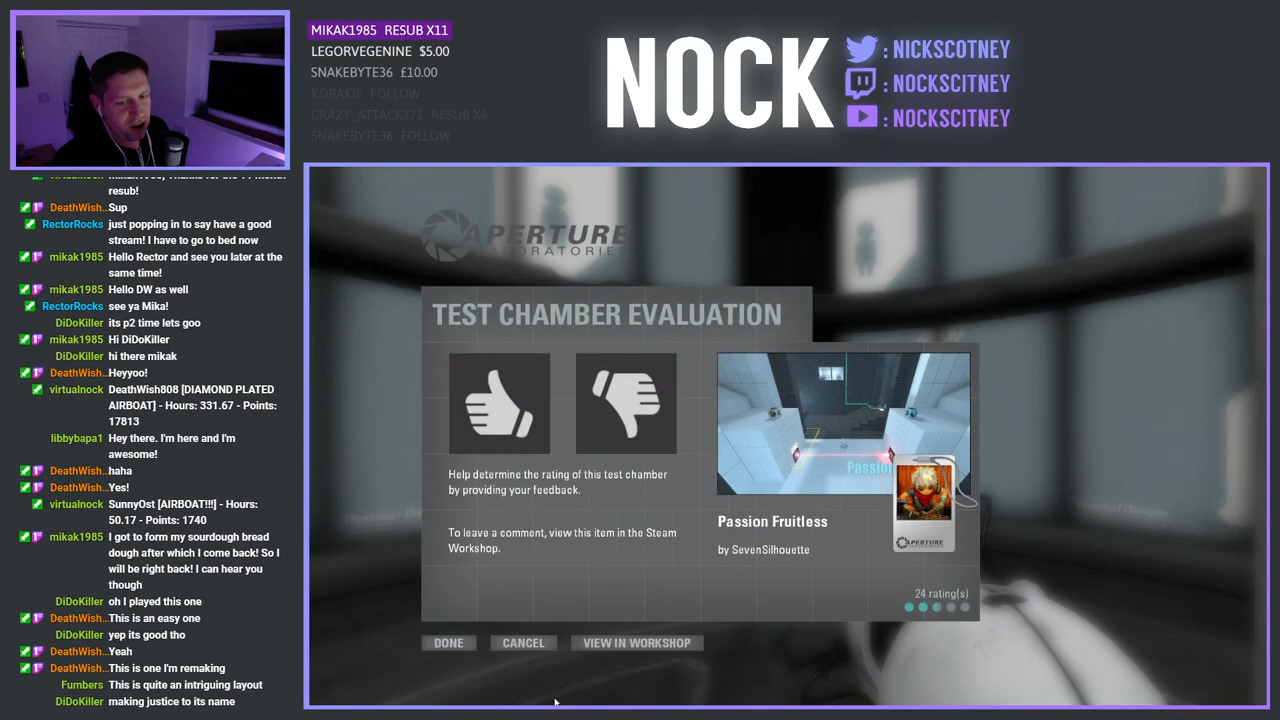 MIKAK1985 RESUB X11
LEGORVEGENINE $5.00
SNAKEBYTE36 £10.00
KORAKIE FOLLOW
CRAZY_ATTACK371 RESUB X6
SNAKEBYTE36 FOLLOW
NOCK
: NICKSCOTNEY
: NOCKSCITNEY
: NOCKSCITNEY
resub!
DeathWish... Sup
RectorRocks just popping in to say have a good
stream! I have to go to bed now
mikak1985 Hello Rector and see you later at the
same time!
mikak1985 Hello DW as well
RectorRocks see ya Mika!
DiDoKiller its p2 time lets goo
mikak1985 Hi DiDoKiller
DiDoKiller hi there mikak
DeathWish... Heyyoo!
virtualnock DeathWish808 [DIAMOND PLATED
AIRBOAT] - Hours: 331.67 - Points:
17813
libbybapa1 Hey there. I'm here and I'm
awesome!
DeathWish... haha
DeathWish... Yes!
virtualnock SunnyOst [AIRBOAT!!!] - Hours:
50.17 - Points: 1740
mikak1985 I got to form my sourdough bread
dough after which I come back! So I
will be right back! I can hear you
though
DiDoKiller oh I played this one
DeathWish... This is an easy one
DiDoKiller yep its good tho
DeathWish... Yeah
DeathWish... This is one I'm remaking
Fumbers This is quite an intriguing layout
DiDoKiller making justice to its name
APERTURE
LABORATORIES
TEST CHAMBER EVALUATION
Help determine the rating of this test chamber
by providing your feedback.
To leave a comment, view this item in the Steam
Workshop.
Passion
Passion Fruitless
by SevenSilhouette
APERTURE
24 rating(s)
DONE
CANCEL
VIEW IN WORKSHOP